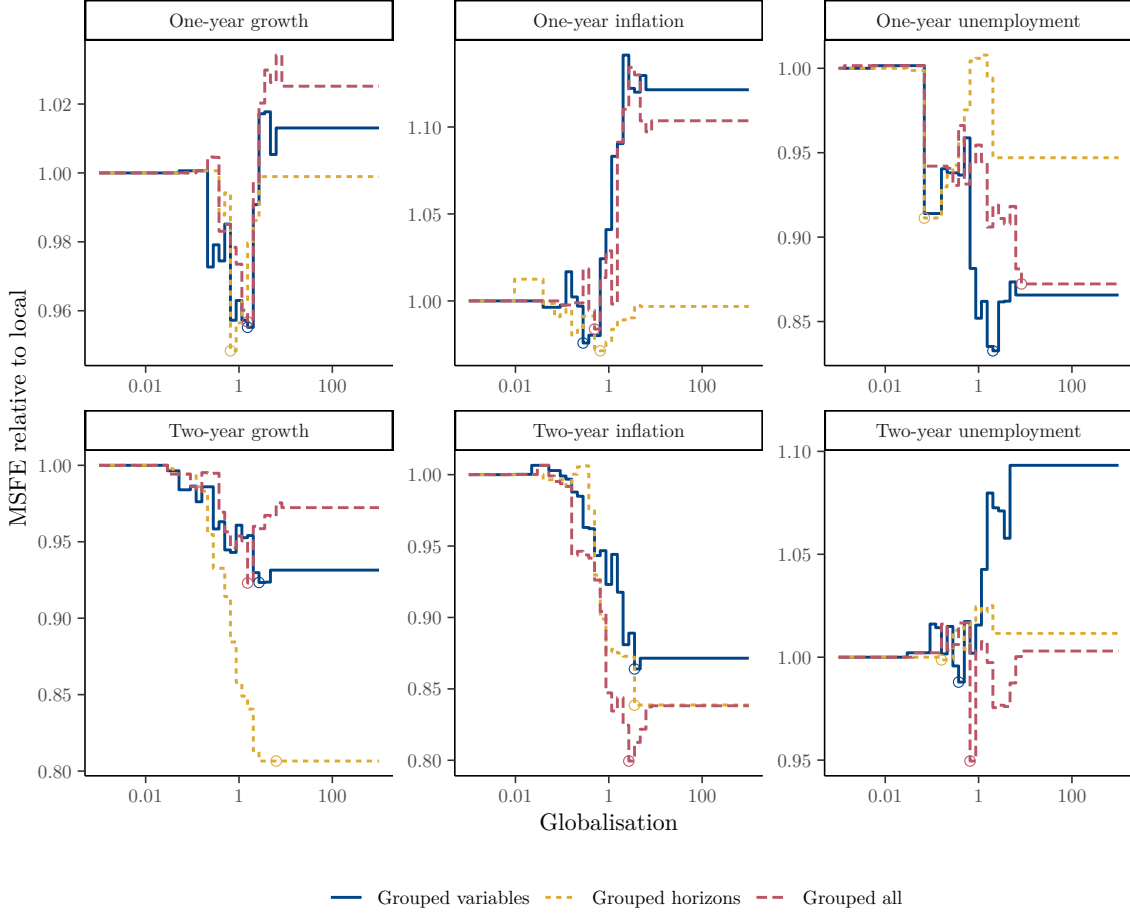 One-year growth
One-year inflation
One-year unemployment
1.02
1.00
0.98
0.96
1.10
1.05
1.00
1.00
0.95
0.90
0.85
0.01 1 100
0.01 1 100
0.01 1 100
MSFE relative to local
Two-year growth
Two-year inflation
Two-year unemployment
1.00
0.95
0.90
0.85
0.80
1.00
0.95
0.90
0.85
0.80
1.10
1.05
1.00
0.95
0.01 1 100
0.01 1 100
0.01 1 100
Globalisation
Grouped variables Grouped horizons Grouped all